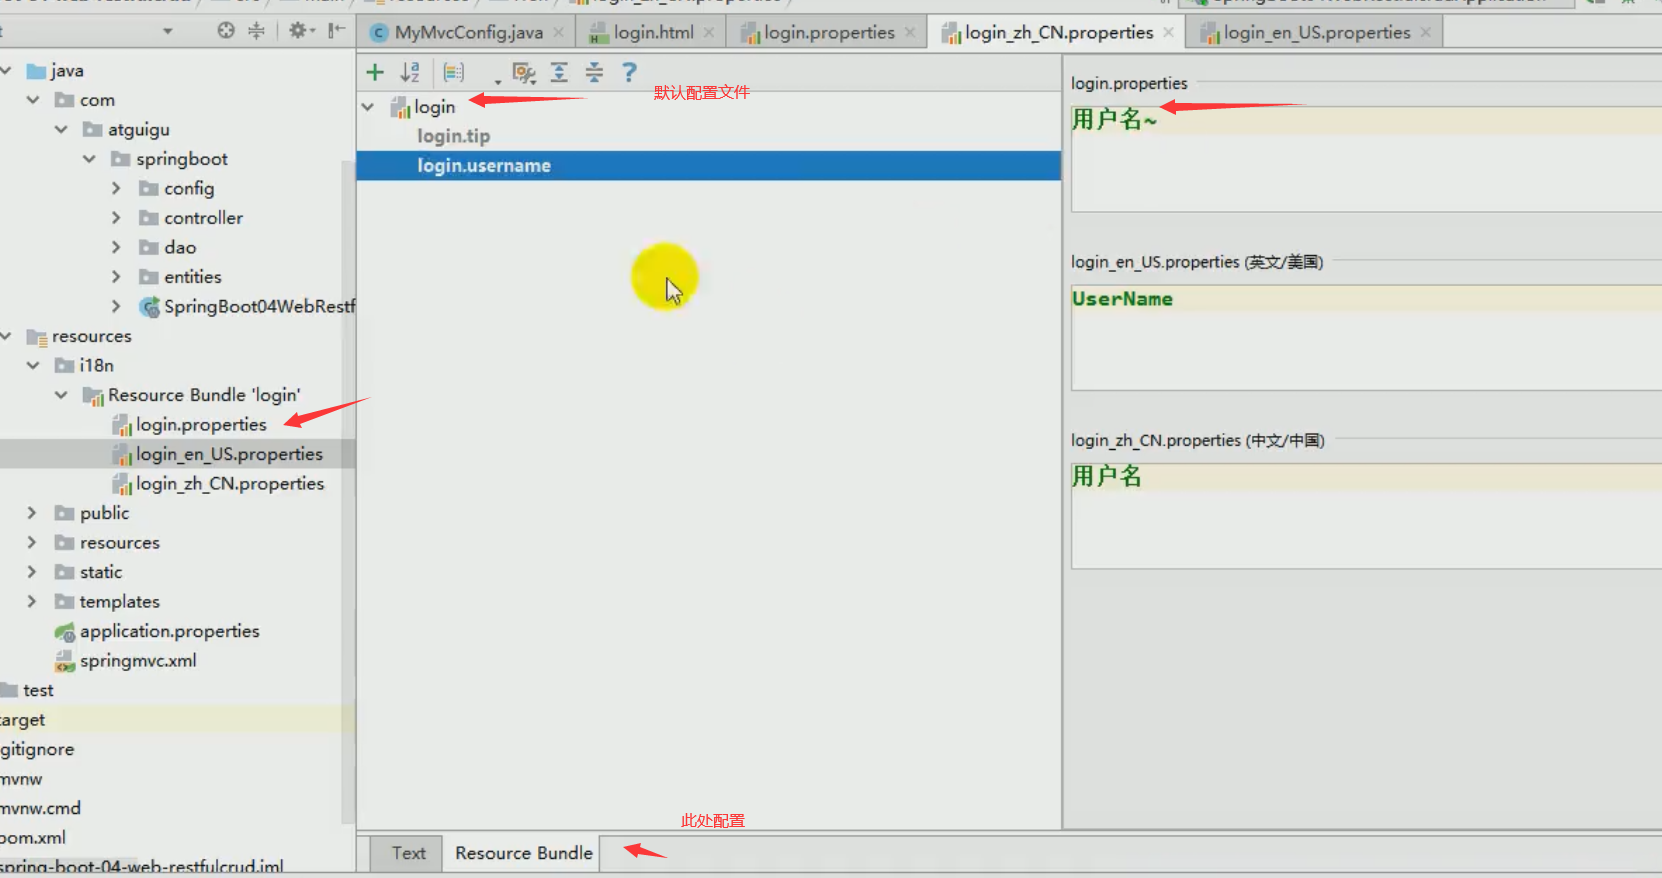 MyMvcConfig.java
login.html
login.properties
login_zh_CN.properties
login_en_US.properties
java
com
atguigu
springboot
config
controller
dao
entities
SpringBoot04WebRestf
resources
i18n
Resource Bundle 'login'
login.properties
login_en_US.properties
login_zh_CN.properties
public
resources
static
templates
application.properties
springmvc.xml
test
target
gitignore
mvnw
mvnw.cmd
pom.xml
spring-boot-04-web-restfulcrud.iml
login
默认配置文件
login.tip
login.username
此处配置
Text
Resource Bundle
login.properties
用户名~
login_en_US.properties (英文/美国)
UserName
login_zh_CN.properties (中文/中国)
用户名